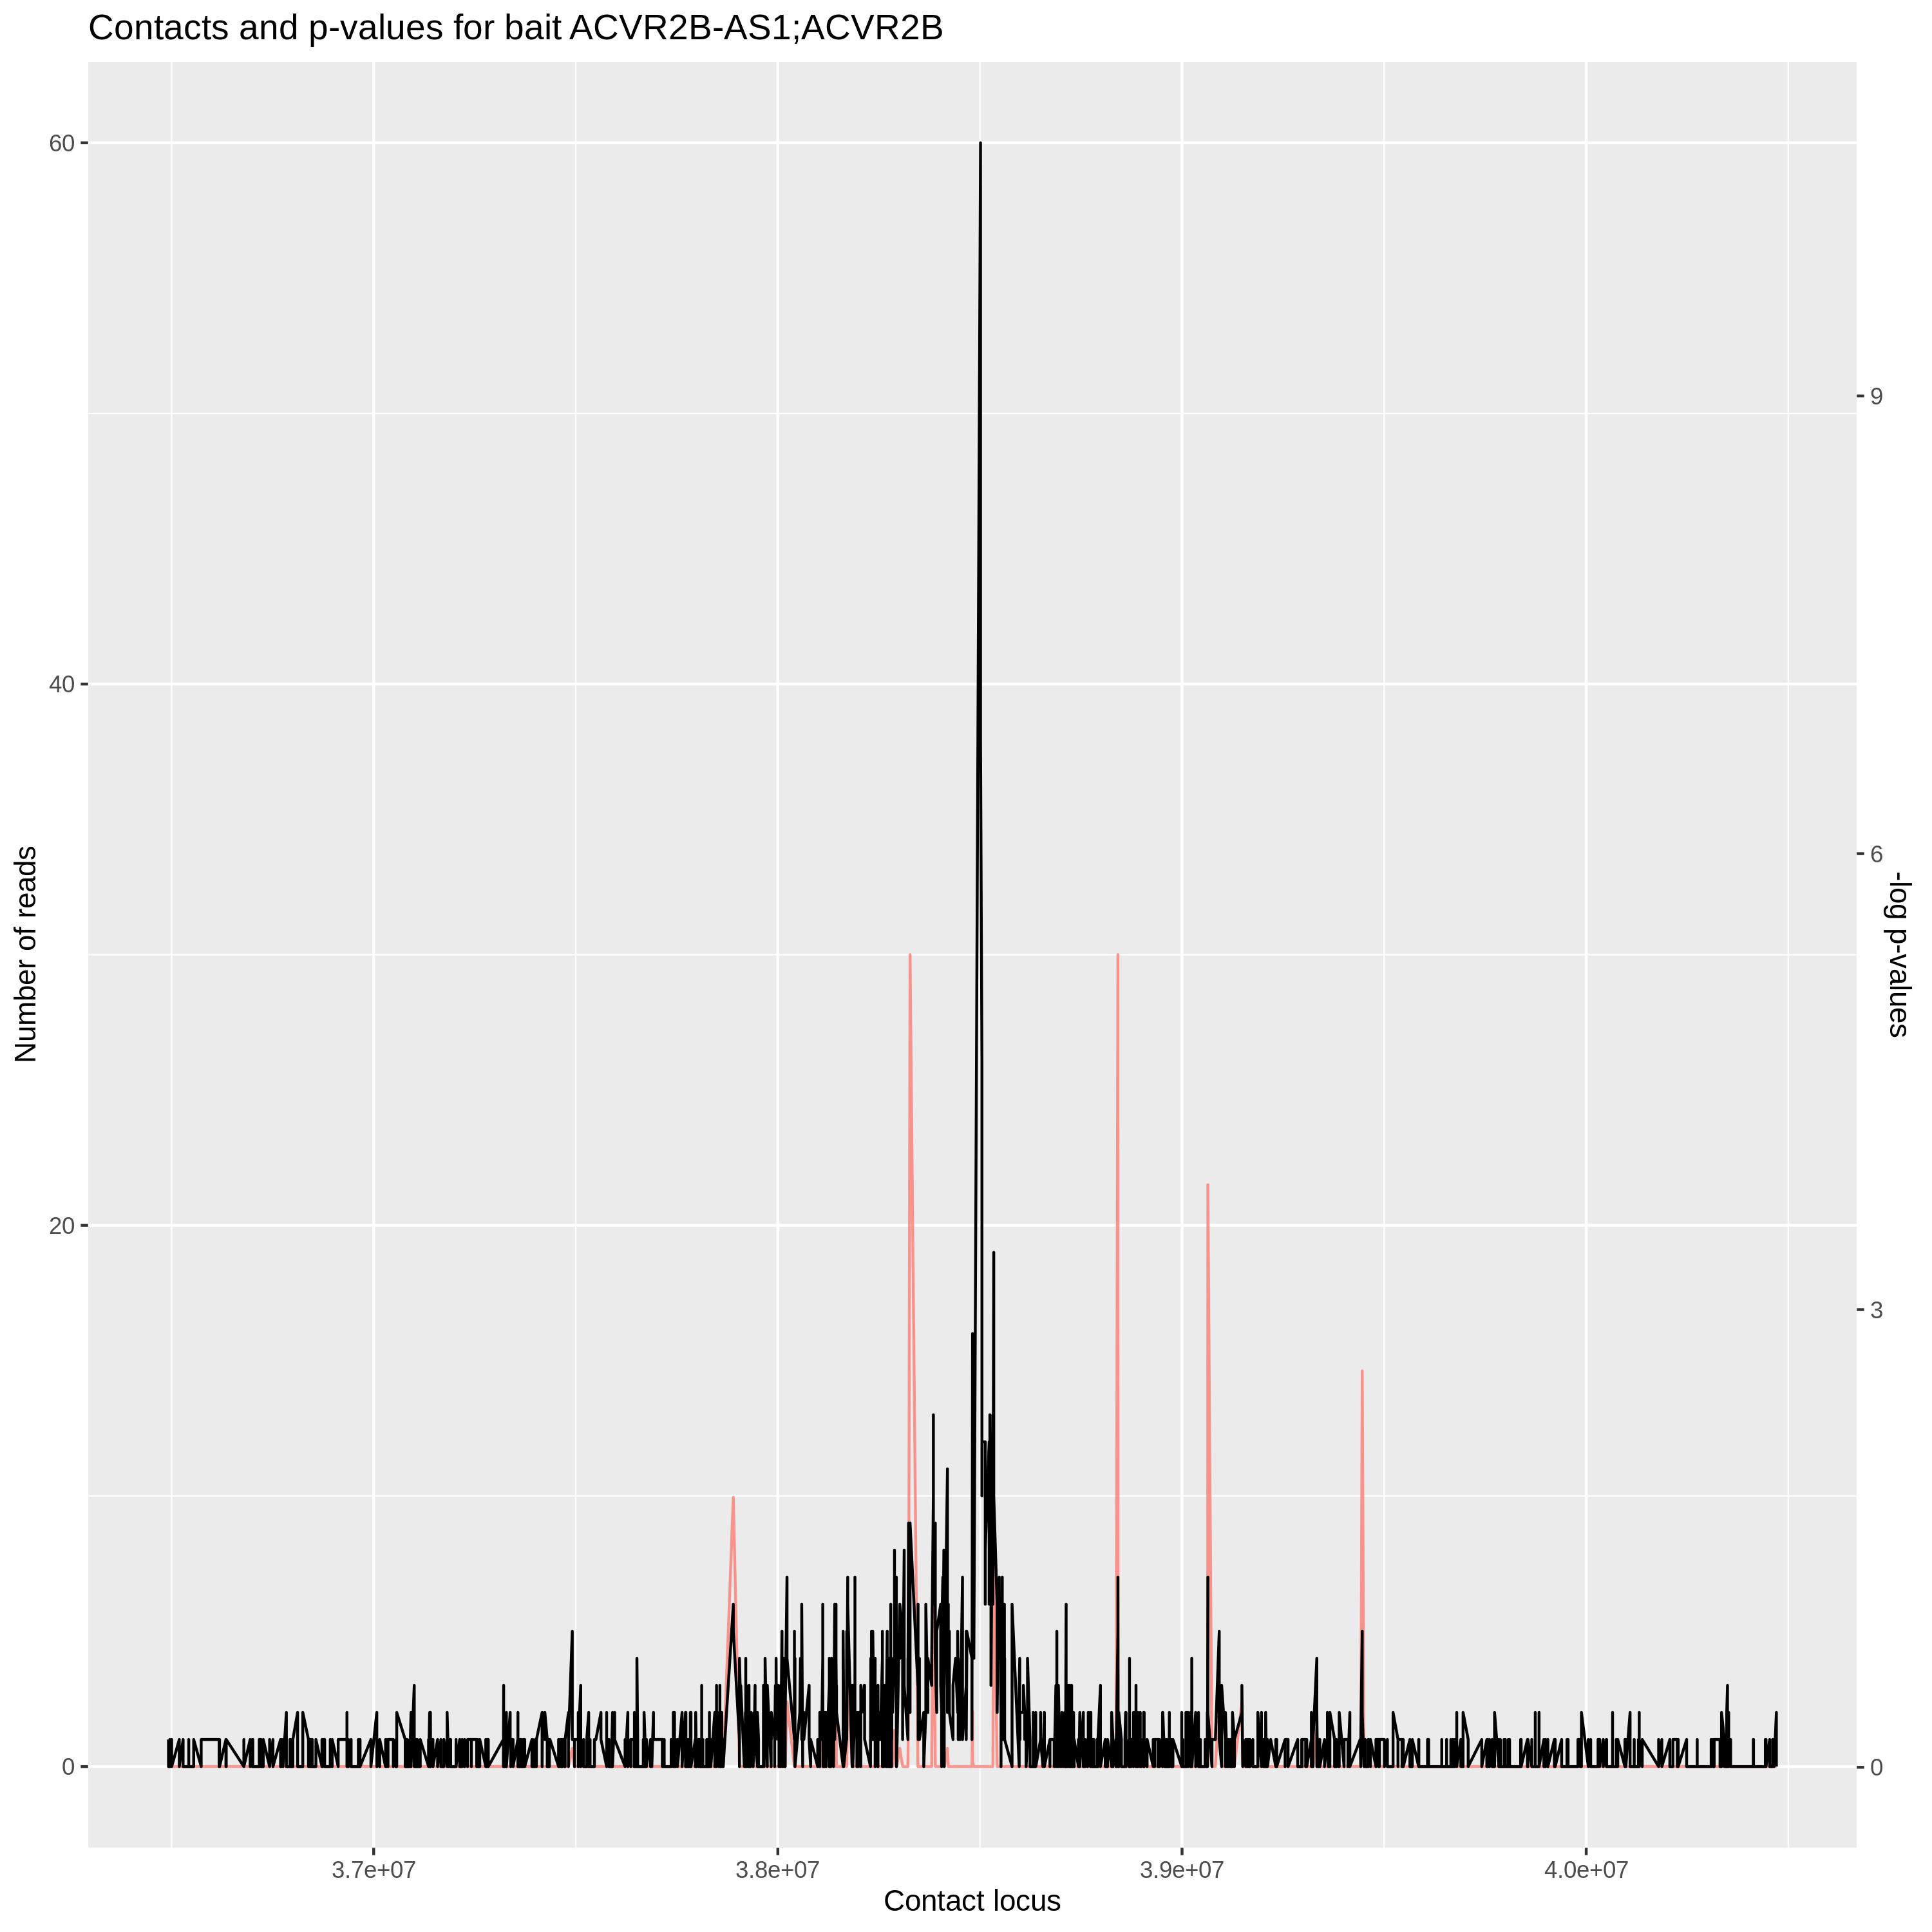 Contacts and p-values for bait ACVR2B-AS1;ACVR2B
60
40
20
0
Number of reads
9
6
3
0
-log p-values
3.7e+07 3.8e+07 3.9e+07 4.0e+07
Contact locus